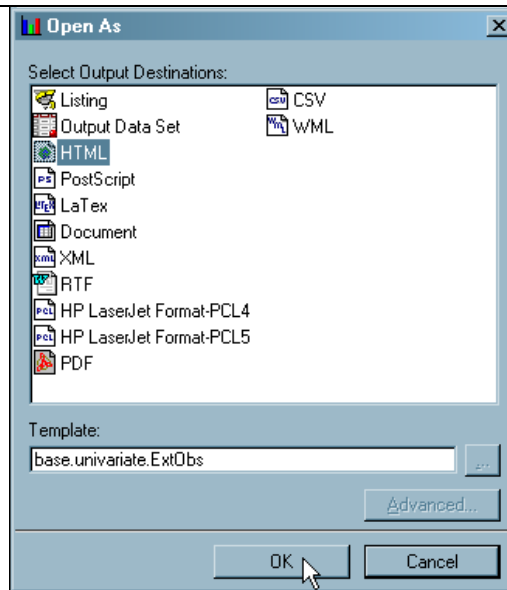 Open As
Select Output Destinations:
Listing
Output Data Set
HTML
PostScript
LaTex
Document
XML
RTF
HP LaserJet Format-PCL4
HP LaserJet Format-PCL5
PDF
CSV
WML
Template:
base.univariate.ExtObs
...
Advanced...
OK
Cancel